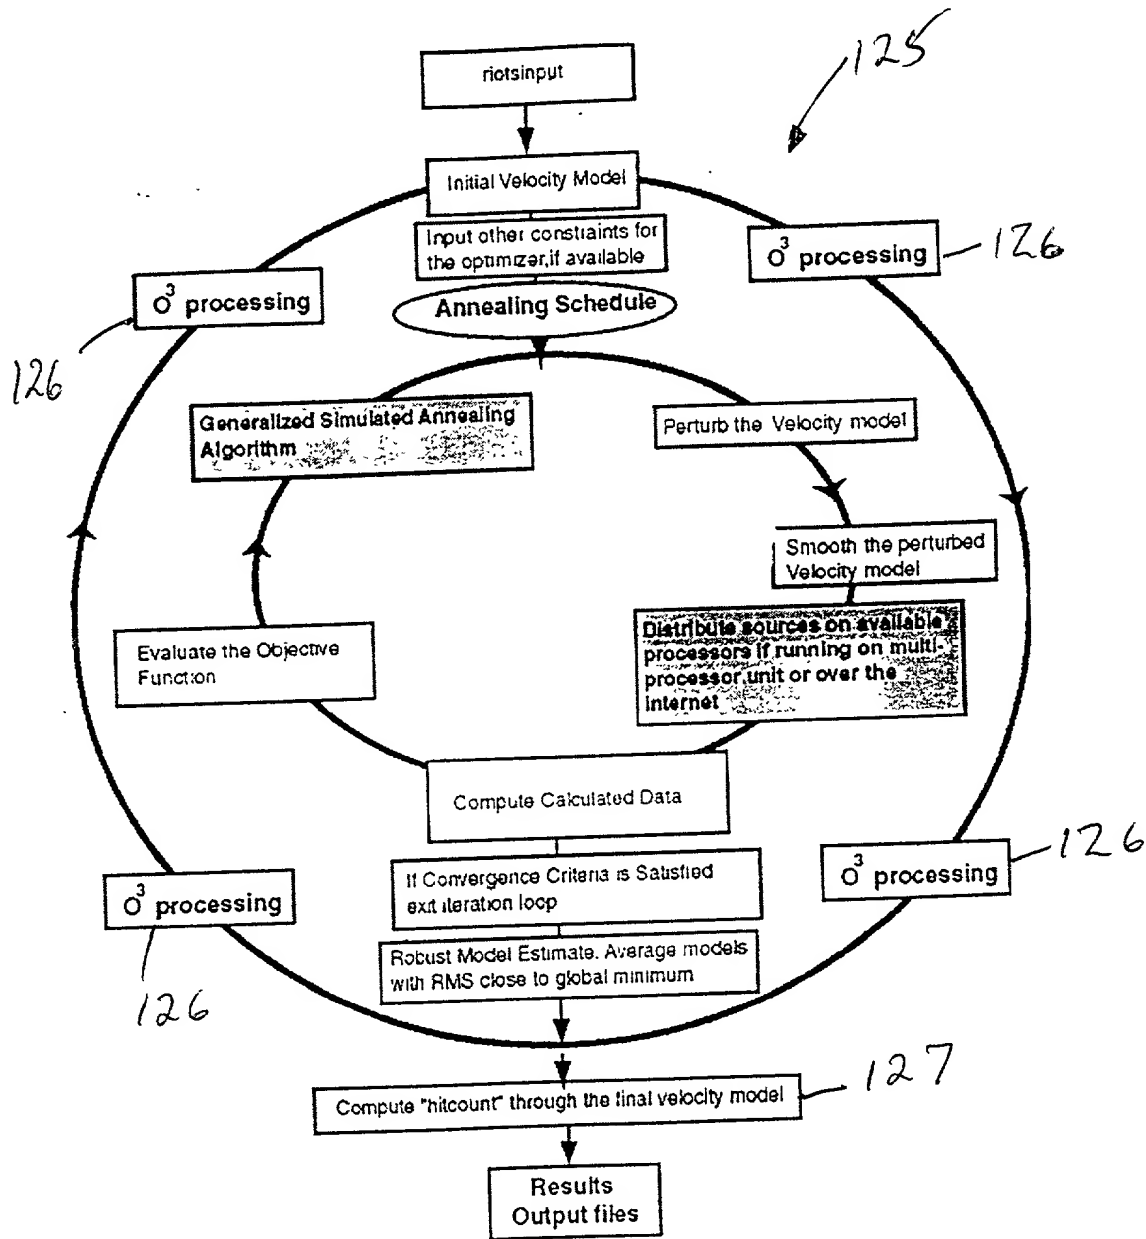 125
riotsinput
Initial Velocity Model
Input other constraints for
the optimizer,if available
O3 processing
126
O3 processing
126
Annealing Schedule
Generalized Simulated Annealing
Algorithm
Perturb the Velocity model
Smooth the perturbed
Velocity model
Distribute sources on available
processors if running on multi-
processor,unit or over the
internet
Evaluate the Objective
Function
Compute Calculated Data
If Convergence Criteria is Satisfied
exit iteration loop
O3 processing
126
O3 processing
126
Robust Model Estimate. Average models
with RMS close to global minimum
Compute "hitcount" through the final velocity model
127
Results
Output files